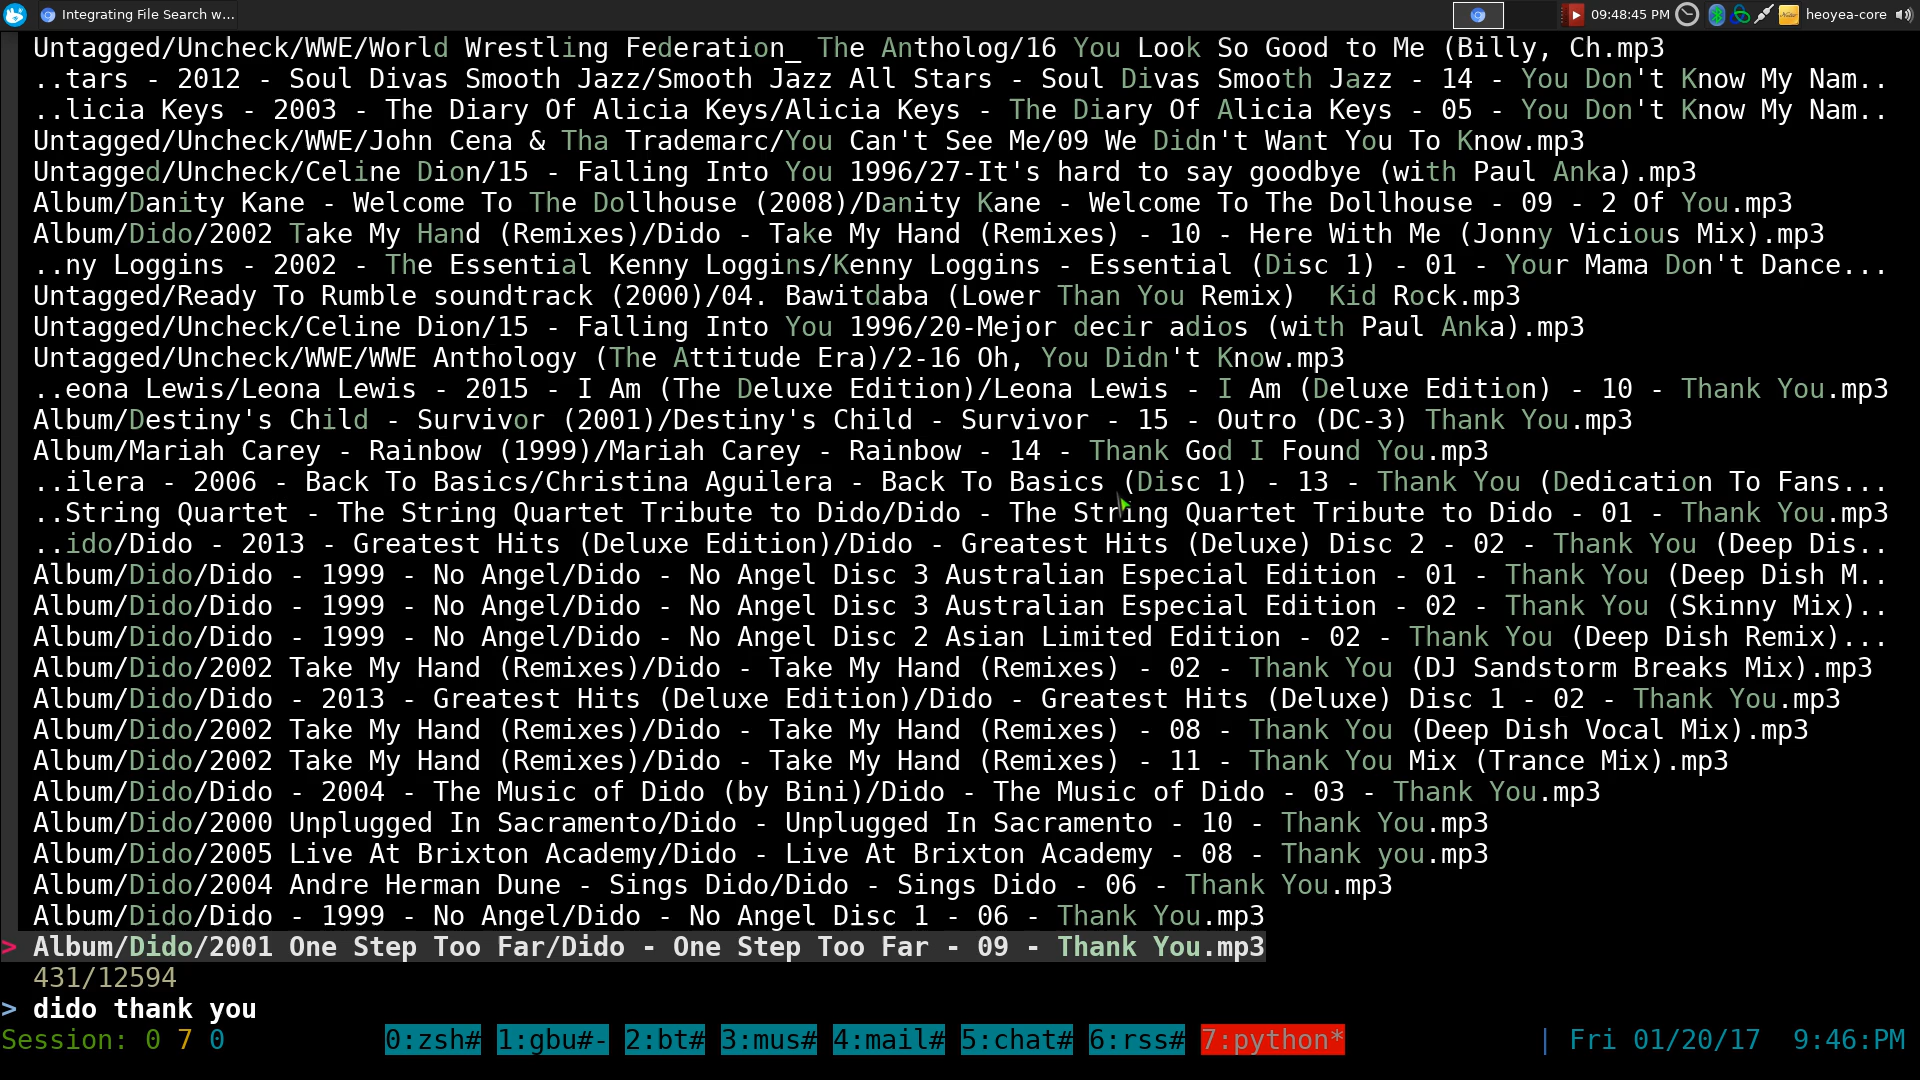 Integrating File Search w...
09:48:45 PM
heoyea-core
Untagged/Uncheck/WWE/World Wrestling Federation_ The Antholog/16 You Look So Good to Me (Billy, Ch.mp3
..tars - 2012 - Soul Divas Smooth Jazz/Smooth Jazz All Stars - Soul Divas Smooth Jazz - 14 - You Don't Know My Nam..
..licia Keys - 2003 - The Diary Of Alicia Keys/Alicia Keys - The Diary Of Alicia Keys - 05 - You Don't Know My Nam..
Untagged/Uncheck/WWE/John Cena & Tha Trademarc/You Can't See Me/09 We Didn't Want You To Know.mp3
Untagged/Uncheck/Celine Dion/15 - Falling Into You 1996/27-It's hard to say goodbye (with Paul Anka).mp3
Album/Danity Kane - Welcome To The Dollhouse (2008)/Danity Kane - Welcome To The Dollhouse - 09 - 2 Of You.mp3
Album/Dido/2002 Take My Hand (Remixes)/Dido - Take My Hand (Remixes) - 10 - Here With Me (Jonny Vicious Mix).mp3
..ny Loggins - 2002 - The Essential Kenny Loggins/Kenny Loggins - Essential (Disc 1) - 01 - Your Mama Don't Dance...
Untagged/Ready To Rumble soundtrack (2000)/04. Bawitdaba (Lower Than You Remix)  Kid Rock.mp3
Untagged/Uncheck/Celine Dion/15 - Falling Into You 1996/20-Mejor decir adios (with Paul Anka).mp3
Untagged/Uncheck/WWE/WWE Anthology (The Attitude Era)/2-16 Oh, You Didn't Know.mp3
..eona Lewis/Leona Lewis - 2015 - I Am (The Deluxe Edition)/Leona Lewis - I Am (Deluxe Edition) - 10 - Thank You.mp3
Album/Destiny's Child - Survivor (2001)/Destiny's Child - Survivor - 15 - Outro (DC-3) Thank You.mp3
Album/Mariah Carey - Rainbow (1999)/Mariah Carey - Rainbow - 14 - Thank God I Found You.mp3
..ilera - 2006 - Back To Basics/Christina Aguilera - Back To Basics (Disc 1) - 13 - Thank You (Dedication To Fans...
..String Quartet - The String Quartet Tribute to Dido/Dido - The String Quartet Tribute to Dido - 01 - Thank You.mp3
..ido/Dido - 2013 - Greatest Hits (Deluxe Edition)/Dido - Greatest Hits (Deluxe) Disc 2 - 02 - Thank You (Deep Dis..
Album/Dido/Dido - 1999 - No Angel/Dido - No Angel Disc 3 Australian Especial Edition - 01 - Thank You (Deep Dish M..
Album/Dido/Dido - 1999 - No Angel/Dido - No Angel Disc 3 Australian Especial Edition - 02 - Thank You (Skinny Mix)..
Album/Dido/Dido - 1999 - No Angel/Dido - No Angel Disc 2 Asian Limited Edition - 02 - Thank You (Deep Dish Remix)...
Album/Dido/2002 Take My Hand (Remixes)/Dido - Take My Hand (Remixes) - 02 - Thank You (DJ Sandstorm Breaks Mix).mp3
Album/Dido/Dido - 2013 - Greatest Hits (Deluxe Edition)/Dido - Greatest Hits (Deluxe) Disc 1 - 02 - Thank You.mp3
Album/Dido/2002 Take My Hand (Remixes)/Dido - Take My Hand (Remixes) - 08 - Thank You (Deep Dish Vocal Mix).mp3
Album/Dido/2002 Take My Hand (Remixes)/Dido - Take My Hand (Remixes) - 11 - Thank You Mix (Trance Mix).mp3
Album/Dido/Dido - 2004 - The Music of Dido (by Bini)/Dido - The Music of Dido - 03 - Thank You.mp3
Album/Dido/2000 Unplugged In Sacramento/Dido - Unplugged In Sacramento - 10 - Thank You.mp3
Album/Dido/2005 Live At Brixton Academy/Dido - Live At Brixton Academy - 08 - Thank you.mp3
Album/Dido/2004 Andre Herman Dune - Sings Dido/Dido - Sings Dido - 06 - Thank You.mp3
Album/Dido/Dido - 1999 - No Angel/Dido - No Angel Disc 1 - 06 - Thank You.mp3
> Album/Dido/2001 One Step Too Far/Dido - One Step Too Far - 09 - Thank You.mp3
431/12594
> dido thank you
Session: 0 7 0 0:zsh# 1:gbu#- 2:bt# 3:mus# 4:mail# 5:chat# 6:rss# 7:python* | Fri 01/20/17  9:46:PM